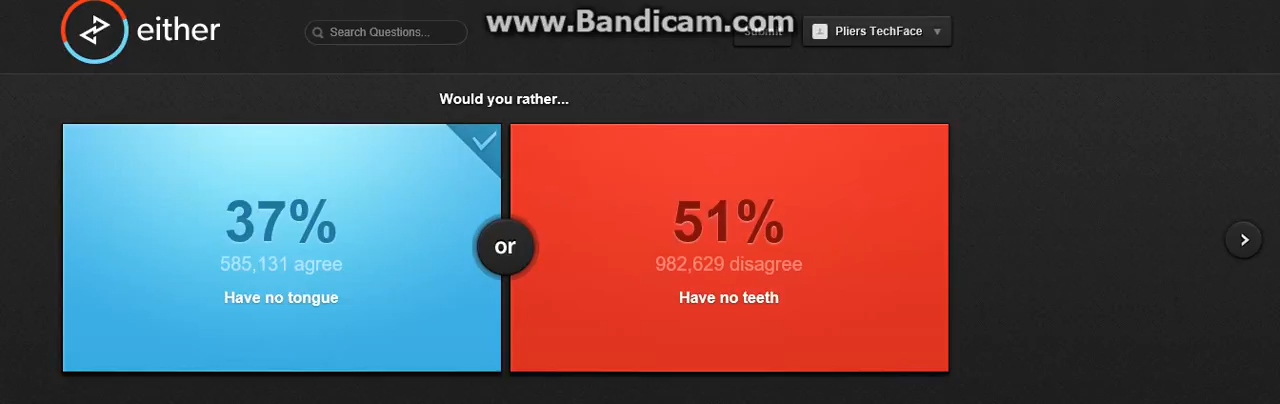 either
Search Questions...
www.Bandicam.com
Submit
Pliers TechFace
Would you rather...
37%
585,131 agree
Have no tongue
or
51%
982,629 disagree
Have no teeth